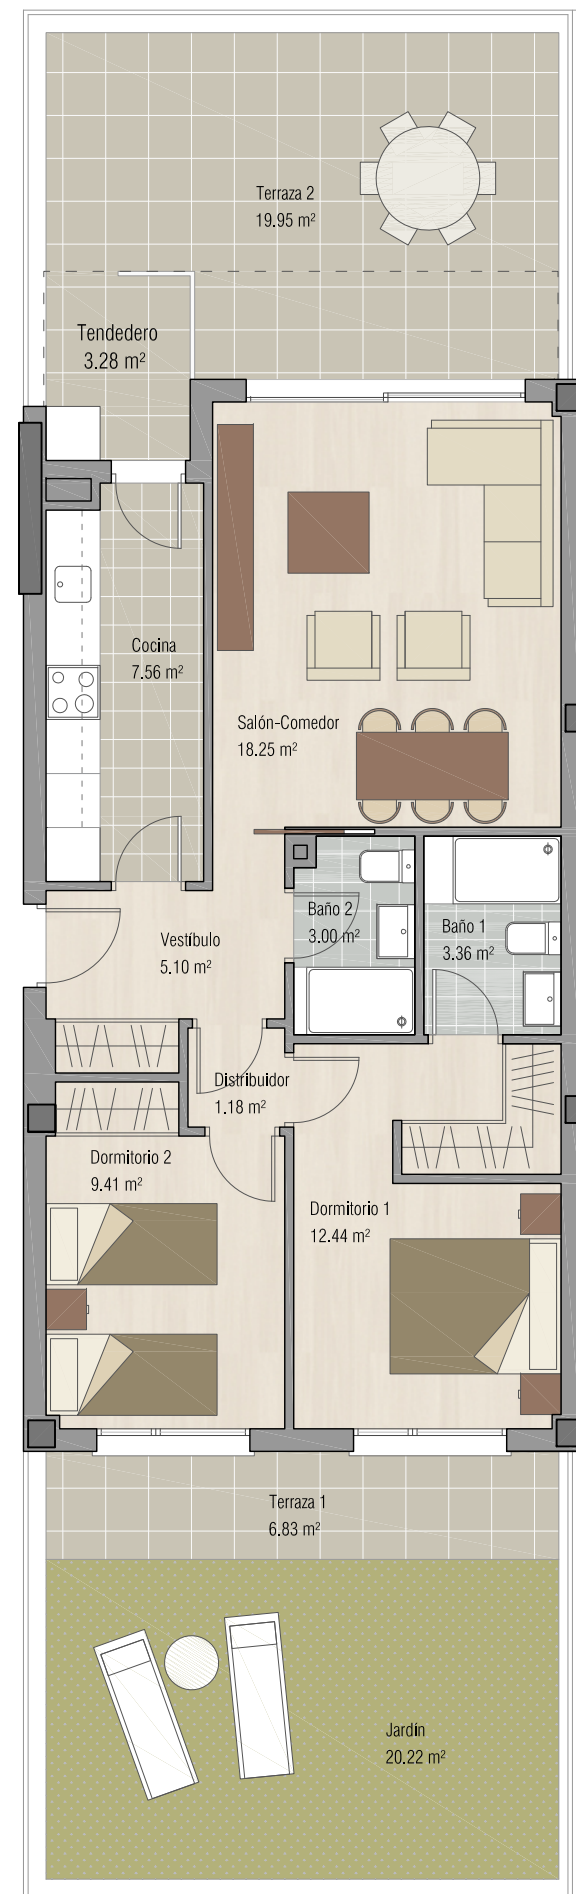 Terraza 2
19.95 m²
Tendedero
3.28 m²
Cocina
7.56 m²
Salón-Comedor
18.25 m²
Baño 2
3.00 m²
Baño 1
3.36 m²
Vestíbulo
5.10 m²
Distribuidor
1.18 m²
Dormitorio 2
9.41 m²
Dormitorio 1
12.44 m²
Terraza 1
6.83 m²
Jardín
20.22 m²